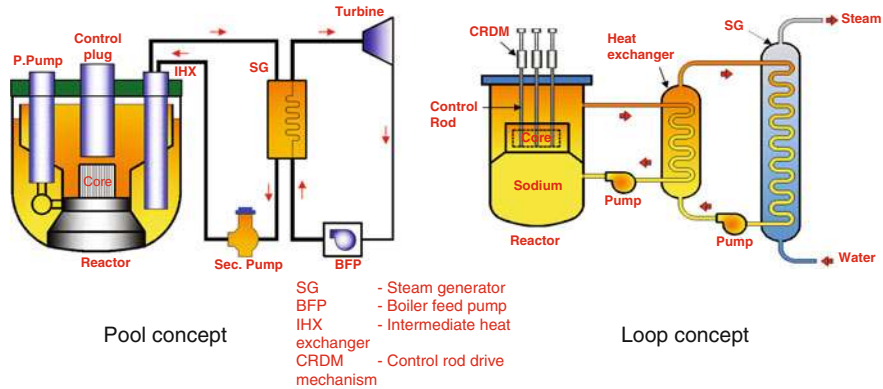 Turbine
Control
plug
P.Pump
IHX
SG
Core
Reactor
Sec. Pump
BFP
CRDM
Heat
exchanger
SG
Steam
Control
Rod
Core
Sodium
Pump
Reactor
Pump
Water
SG - Steam generator
BFP - Boiler feed pump
IHX - Intermediate heat
exchanger
CRDM - Control rod drive
mechanism
Pool concept
Loop concept